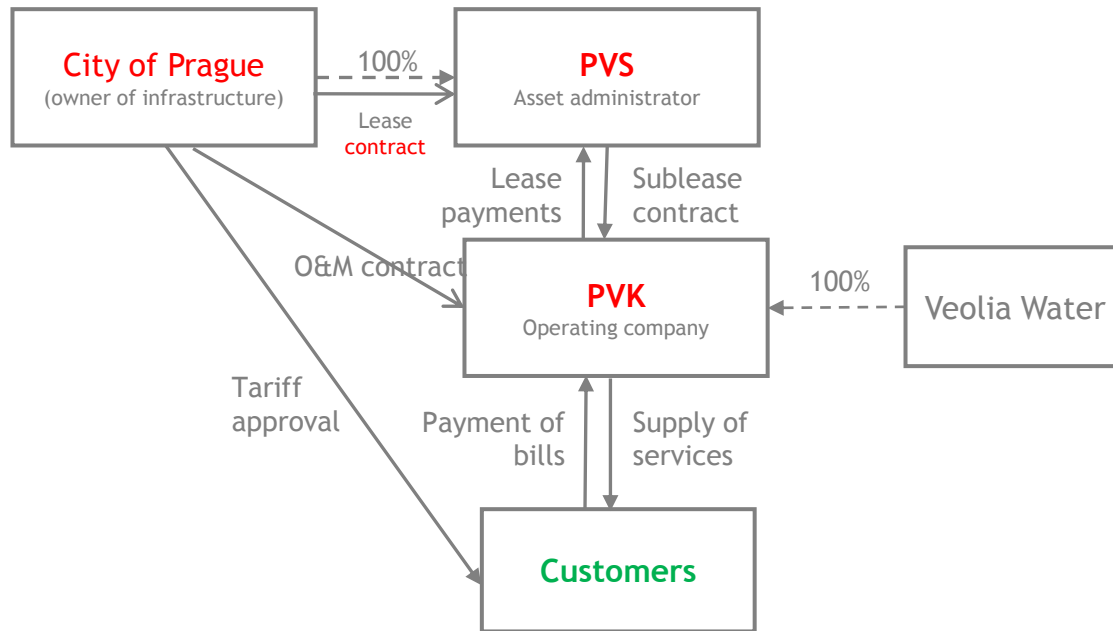 City of Prague
(owner of infrastructure)
100%
Lease
contract
PVS
Asset administrator
Lease
payments
Sublease
contract
O&M contract
PVK
Operating company
100%
Veolia Water
Tariff
approval
Payment of
bills
Supply of
services
Customers